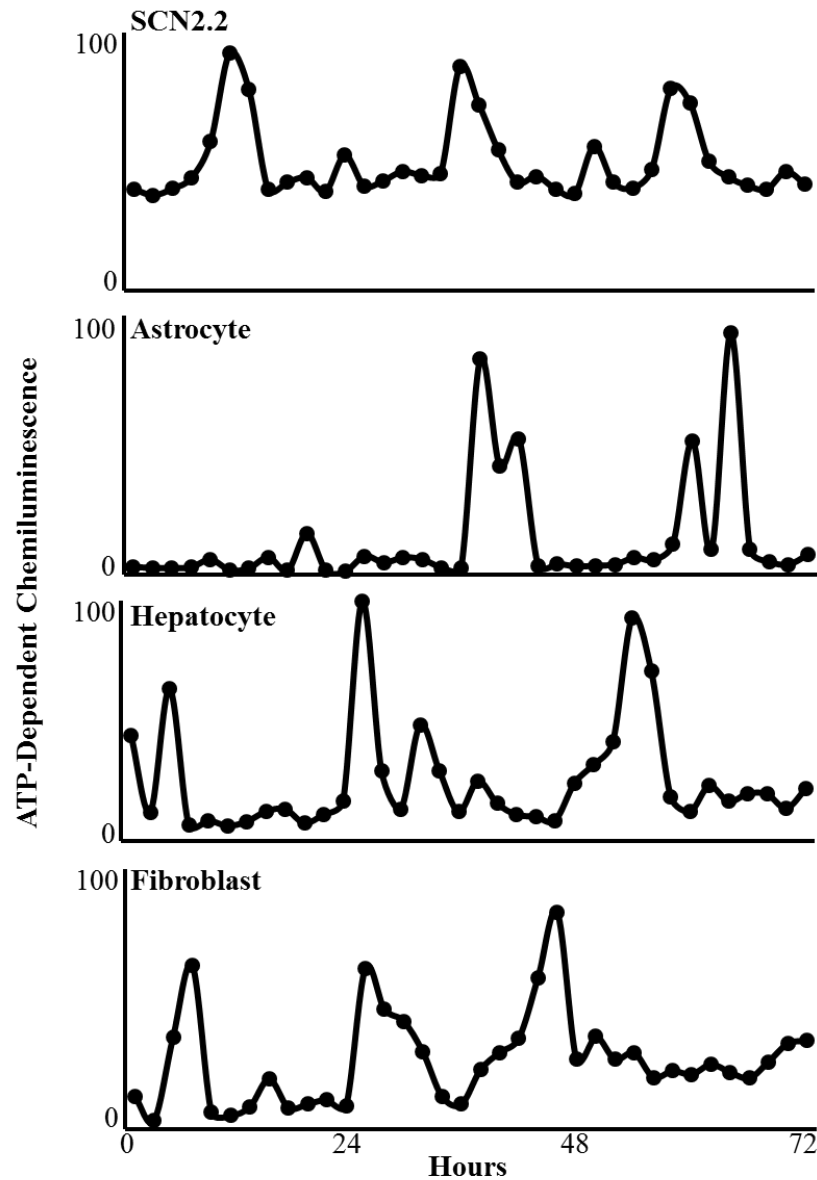 SCN2.2
100
0
Astrocyte
100
0
Hepatocyte
100
0
Fibroblast
100
0
ATP-Dependent Chemiluminescence
0 24 48 72
Hours